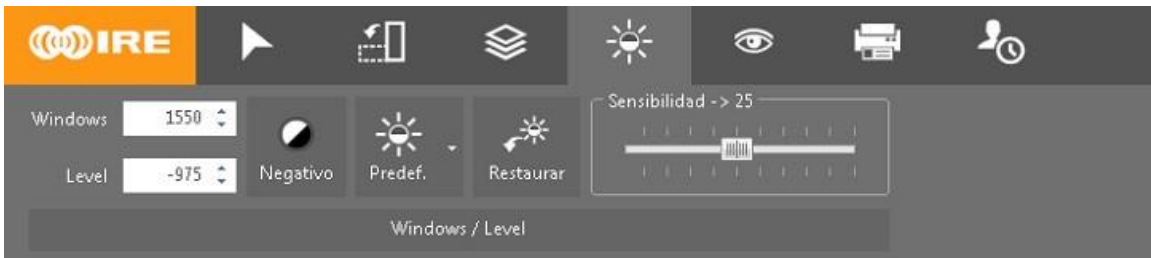 IRE
Windows 1550
Level -975
Negativo
Predef.
Restaurar
Sensibilidad -> 25
Windows / Level